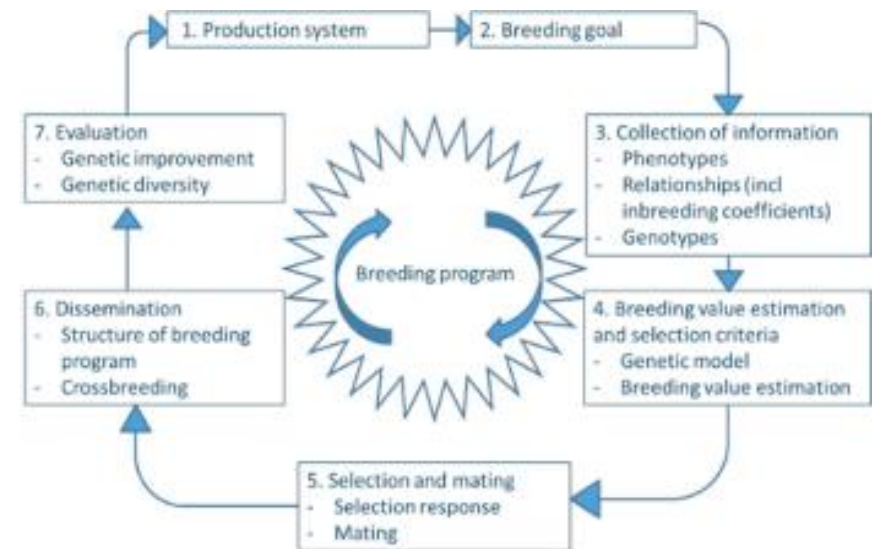 1. Production system
2. Breeding goal
3. Collection of information
- Phenotypes
- Relationships (incl
inbreeding coefficients)
- Genotypes
4. Breeding value estimation
and selection criteria
- Genetic model
- Breeding value estimation
5. Selection and mating
- Selection response
- Mating
6. Dissemination
- Structure of breeding
program
- Crossbreeding
7. Evaluation
- Genetic improvement
- Genetic diversity
Breeding program